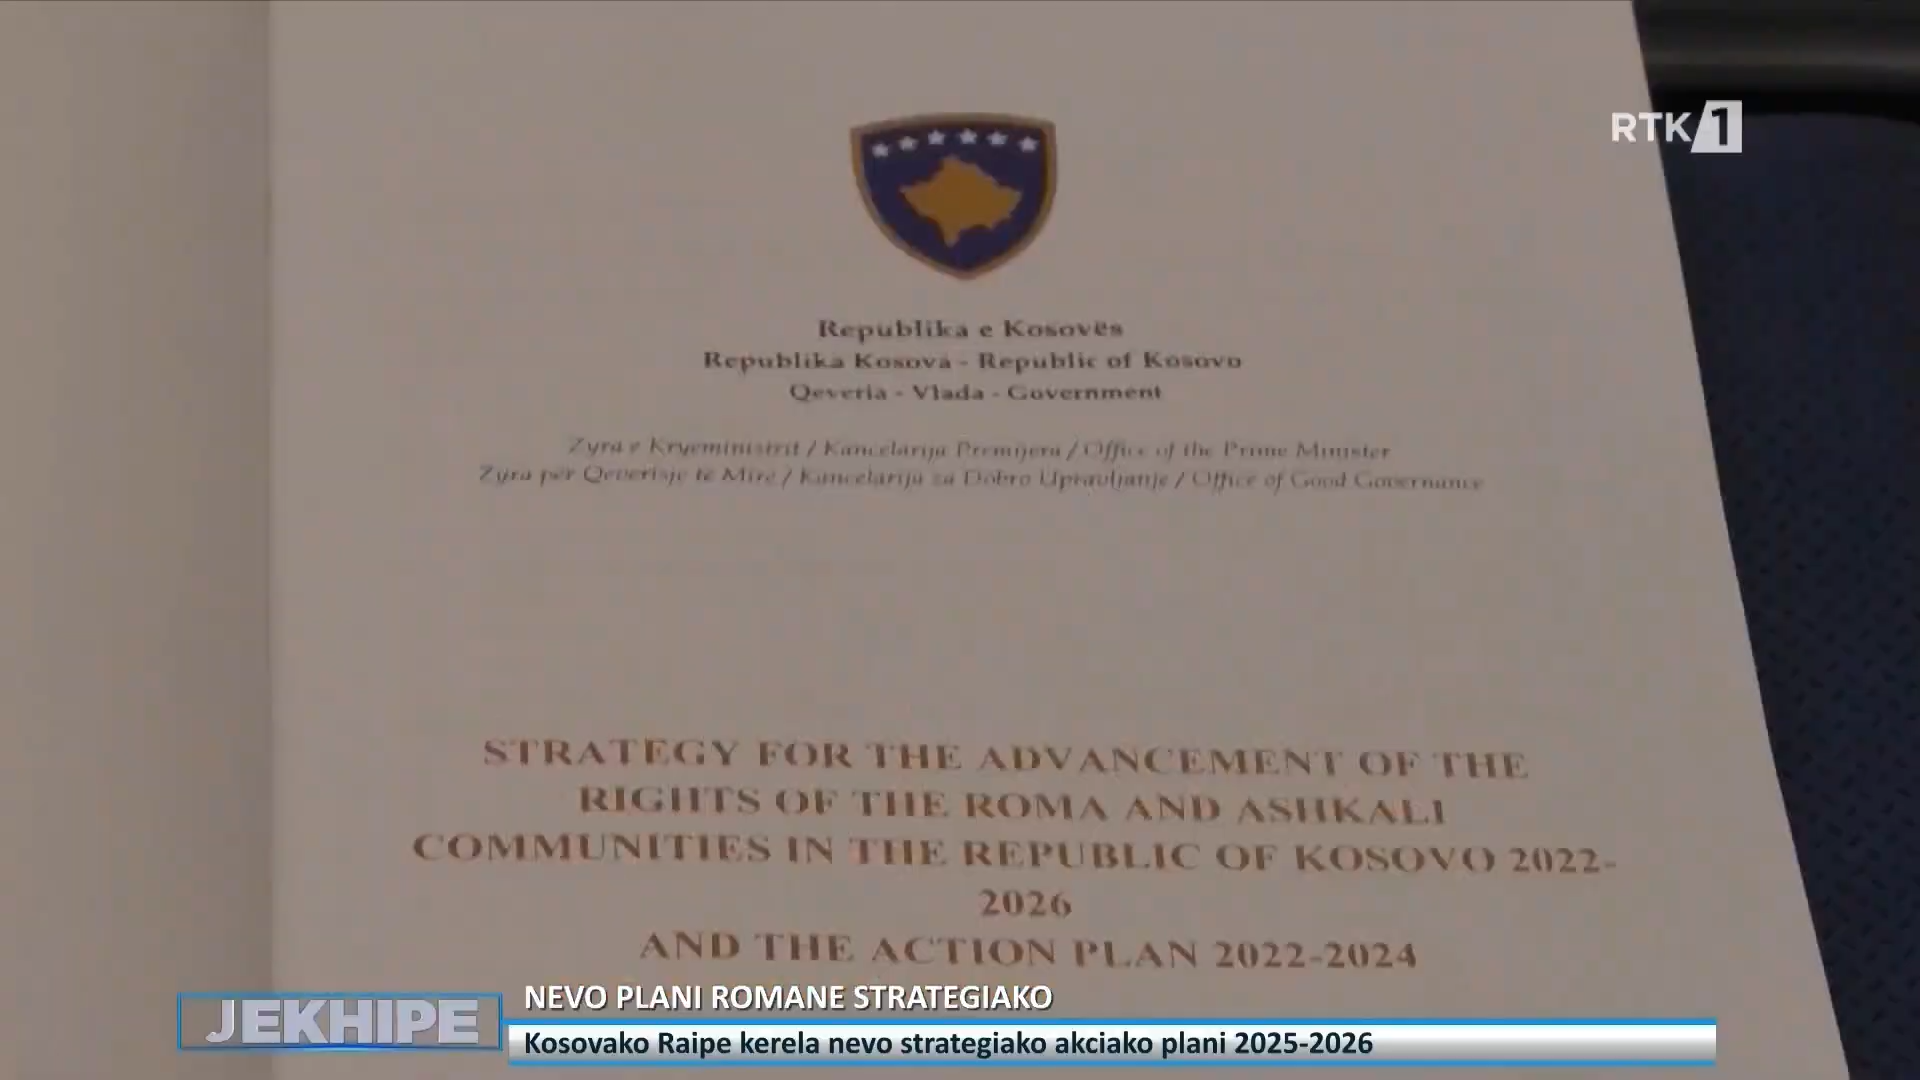 RTK 1
Republika e Kosovës
Republika Kosova - Republic of Kosovo
Qeveria - Vlada - Government
Zyra e Kryeministrit / Kancelarija Premijera / Office of the Prime Minister
Zyra për Qeverisje të Mirë / Kancelarija za Dobro Upravljanje / Office of Good Governance
STRATEGY FOR THE ADVANCEMENT OF THE
RIGHTS OF THE ROMA AND ASHKALI
COMMUNITIES IN THE REPUBLIC OF KOSOVO 2022-
2026
AND THE ACTION PLAN 2022-2024
JEKHIPE
NEVO PLANI ROMANE STRATEGIAKO
Kosovako Raipe kerela nevo strategiako akciako plani 2025-2026